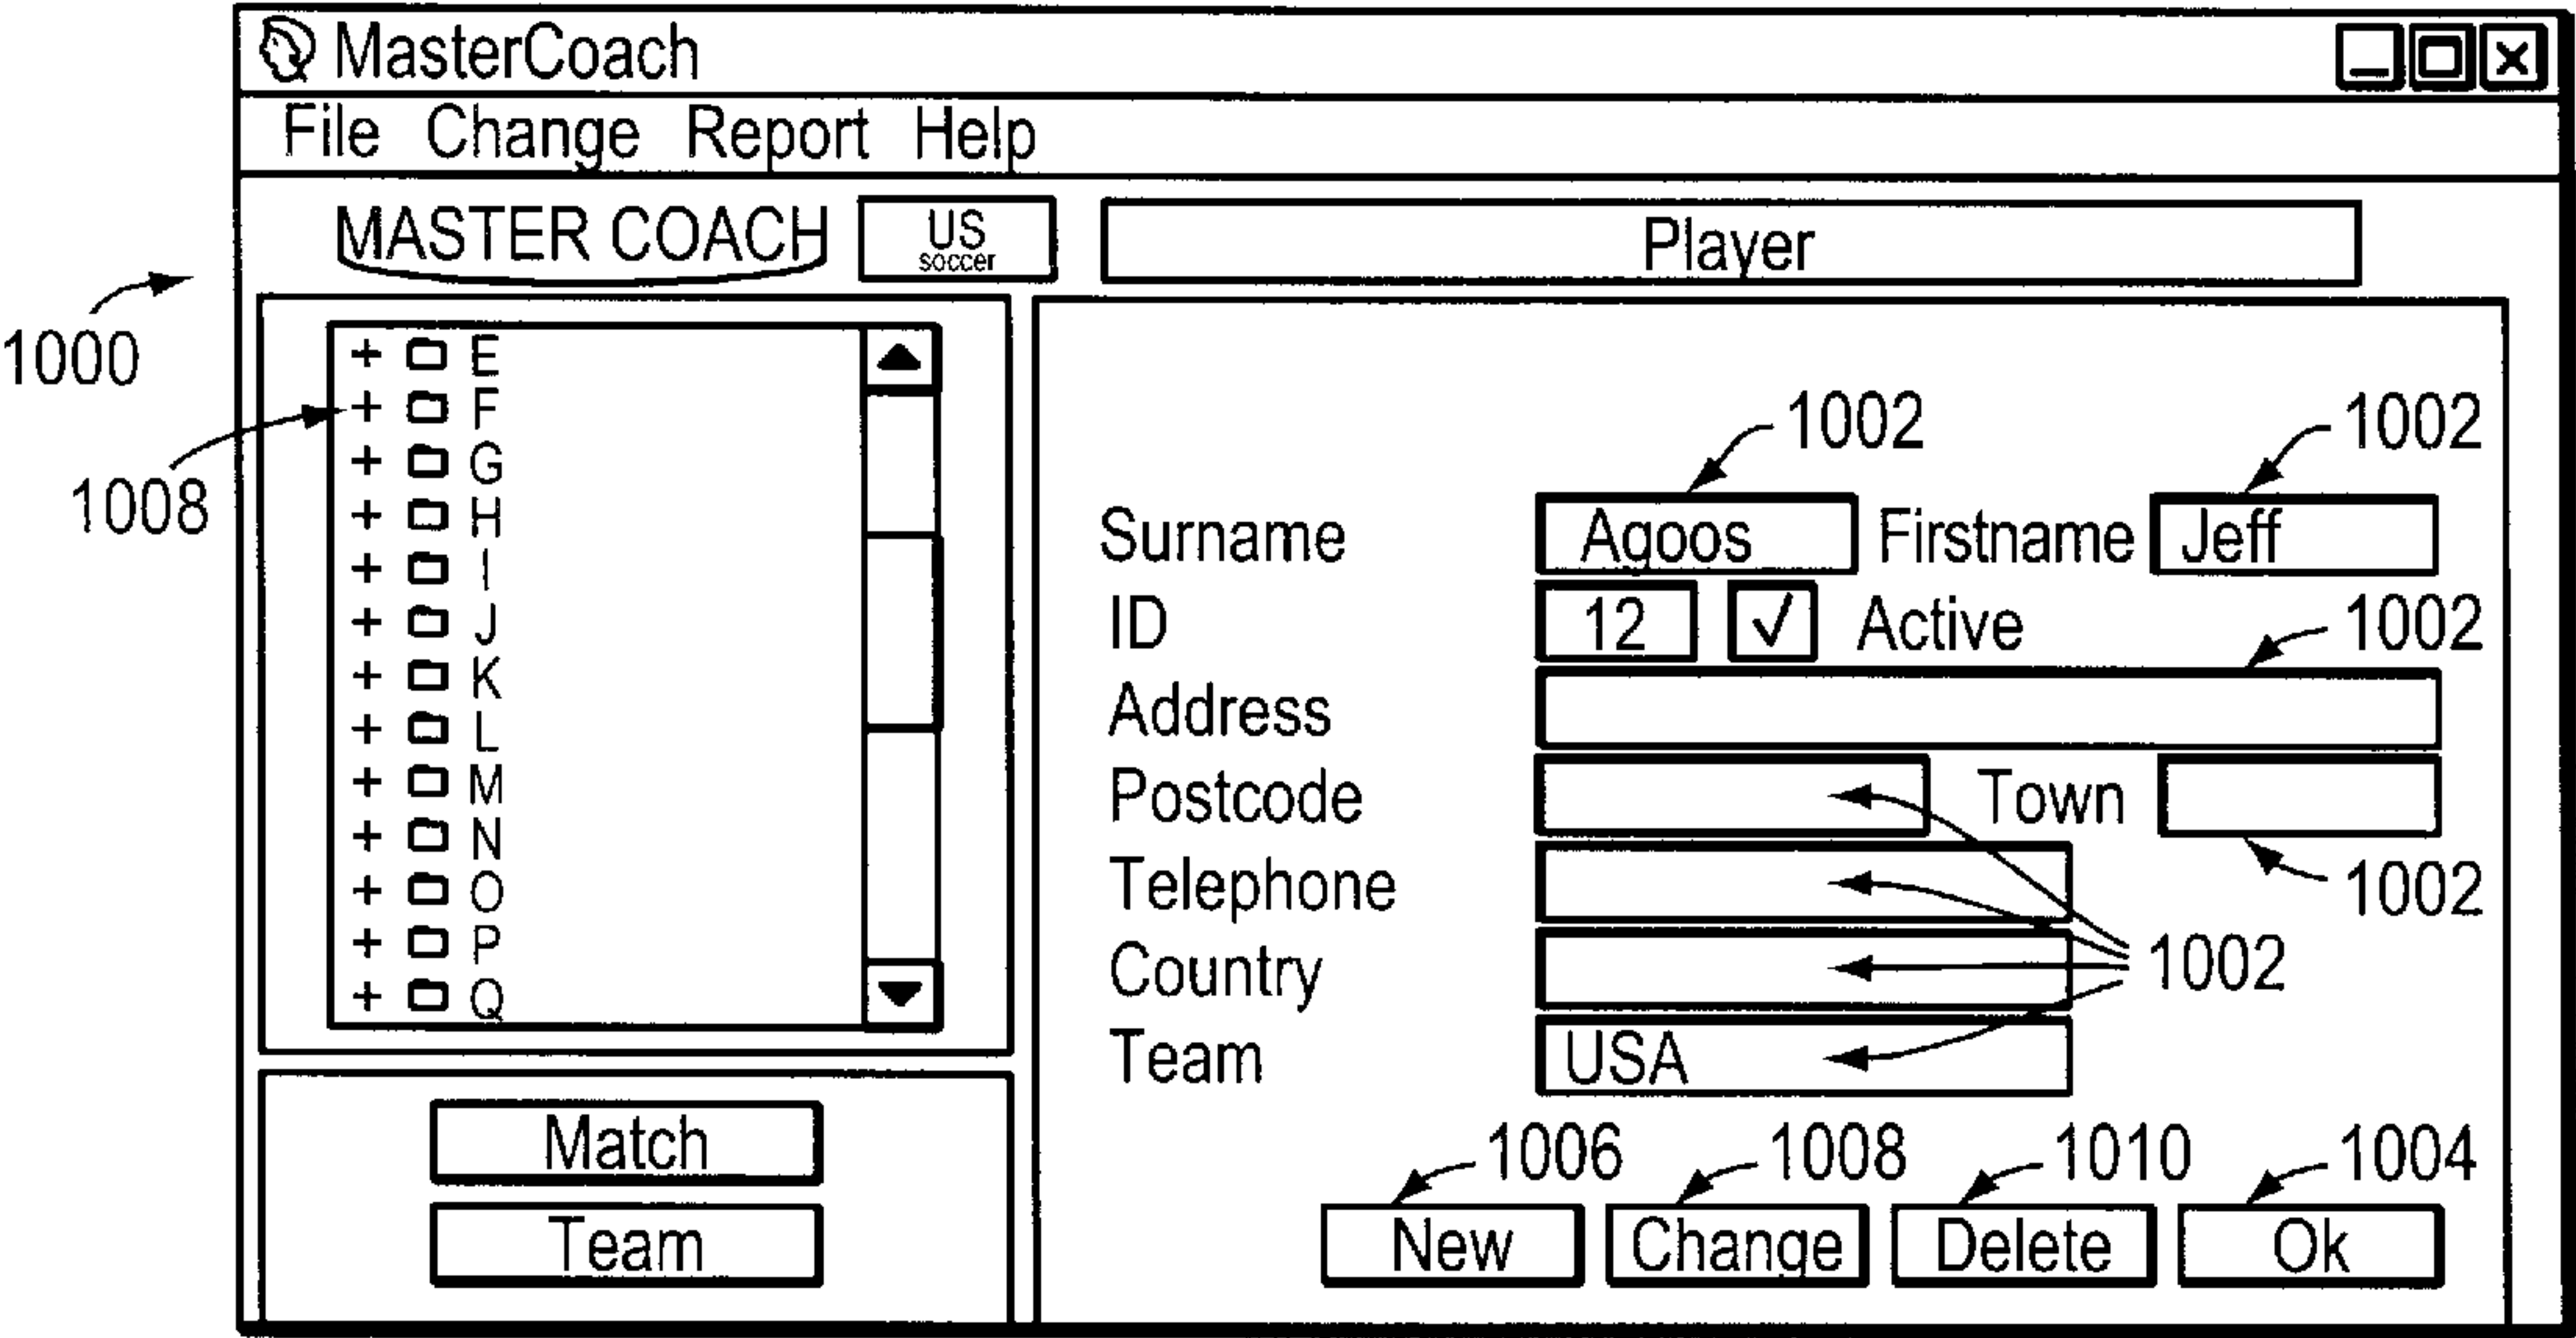 MasterCoach
File Change Report Help
MASTER COACH US soccer Player
1000
1008
+ E
+ F
+ G
+ H
+ I
+ J
+ K
+ L
+ M
+ N
+ O
+ P
+ Q
Match
Team
1002 1002
Surname Agoos Firstname Jeff
ID 12 ✓ Active 1002
Address
Postcode Town
Telephone 1002
Country 1002
Team USA
1006 1008 1010 1004
New Change Delete Ok